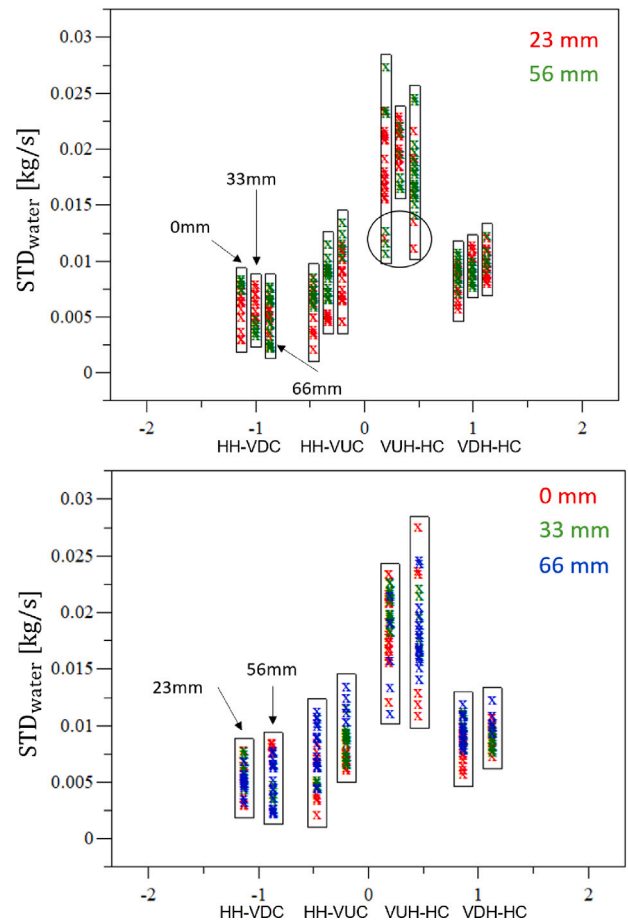 0.03
23 mm
56 mm
0.025
0.02
33mm
0.015
0mm
0.01
0.005
66mm
0
STDwater [kg/s]
-2
-1
0
1
2
HH-VDC
HH-VUC
VUH-HC
VDH-HC
0.03
0 mm
33 mm
66 mm
0.025
0.02
0.015
23mm
56mm
0.01
0.005
0
STDwater [kg/s]
-2
-1
0
1
2
HH-VDC
HH-VUC
VUH-HC
VDH-HC